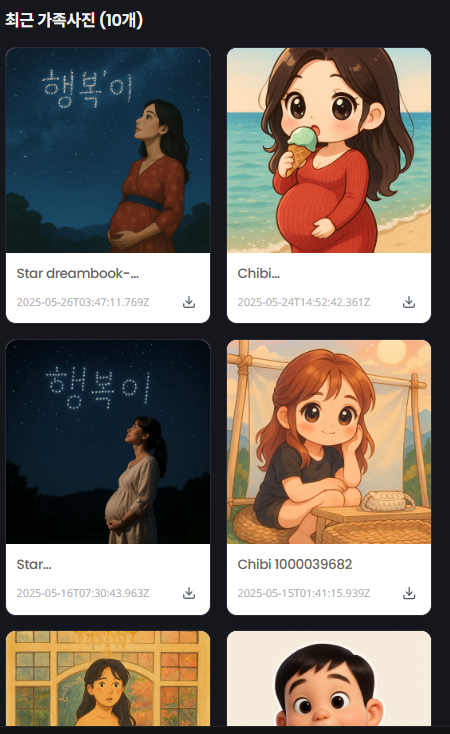 최근 가족사진 (10개)
행복이
Star dreambook-...
2025-05-26T03:47:11.769Z
Chibi...
2025-05-24T14:52:42.361Z
행복이
Star...
2025-05-16T07:30:43.963Z
Chibi 1000039682
2025-05-15T01:41:15.939Z